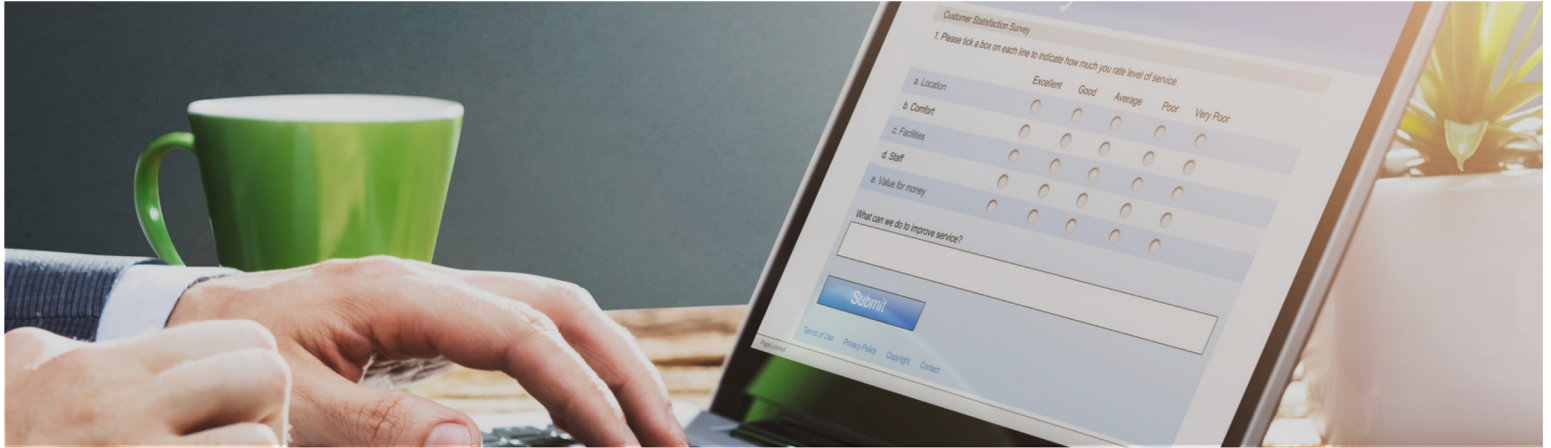 Customer Satisfaction Survey
1. Please tick a box on each line to indicate how much you rate level of service
Excellent Good Average Poor Very Poor
a. Location
b. Comfort
c. Facilities
d. Staff
e. Value for money
What can we do to improve service?
Submit
Terms of Use Privacy Policy Copyright Contact